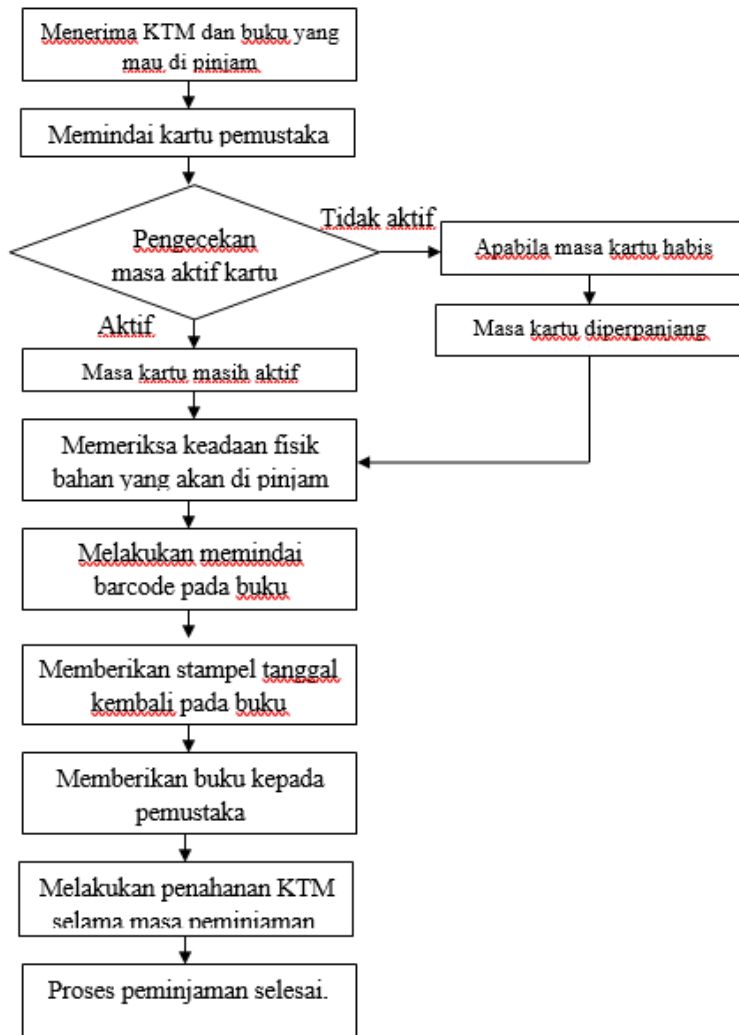 Menerima KTM dan buku yang
mau di pinjam
Memindai kartu pemustaka
Pengecekan
masa aktif kartu
Tidak aktif
Apabila masa kartu habis
Masa kartu diperpanjang
Aktif
Masa kartu masih aktif
Memeriksa keadaan fisik
bahan yang akan di pinjam
Melakukan memindai
barcode pada buku
Memberikan stampel tanggal
kembali pada buku
Memberikan buku kepada
pemustaka
Melakukan penahanan KTM
selama masa peminjaman
Proses peminjaman selesai.